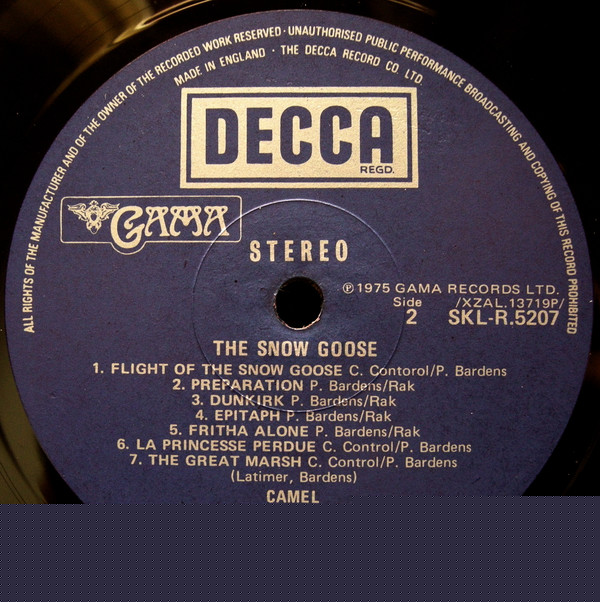 ALL RIGHTS OF THE MANUFACTURER AND OF THE OWNER OF THE RECORDED WORK RESERVED · UNAUTHORISED PUBLIC PERFORMANCE BROADCASTING AND COPYING OF THIS RECORD PROHIBITED
MADE IN ENGLAND · THE DECCA RECORD CO LTD
DECCA
REGD.
GAMA
STEREO
℗ 1975 GAMA RECORDS LTD.
Side /XZAL.13719P/
2 SKL-R.5207
THE SNOW GOOSE
1. FLIGHT OF THE SNOW GOOSE C. Contorol/P. Bardens
2. PREPARATION P. Bardens/Rak
3. DUNKIRK P. Bardens/Rak
4. EPITAPH P. Bardens/Rak
5. FRITHA ALONE P. Bardens/Rak
6. LA PRINCESSE PERDUE C. Control/P. Bardens
7. THE GREAT MARSH C. Control/P. Bardens
(Latimer, Bardens)
CAMEL